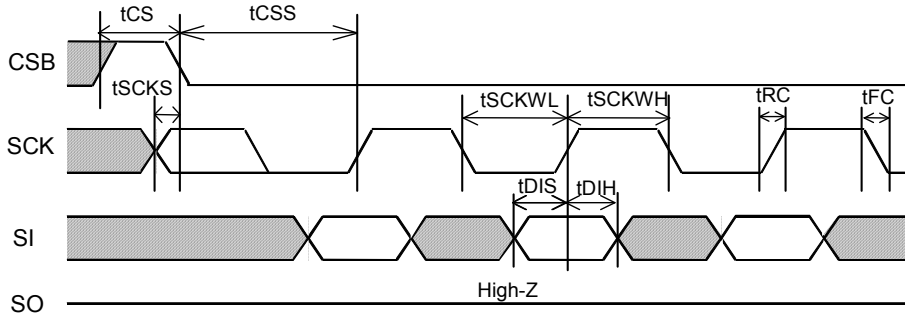 tCS
tCSS
CSB
tSCKS
tSCKWL
tSCKWH
tRC
tFC
SCK
tDIS
tDIH
SI
High-Z
SO